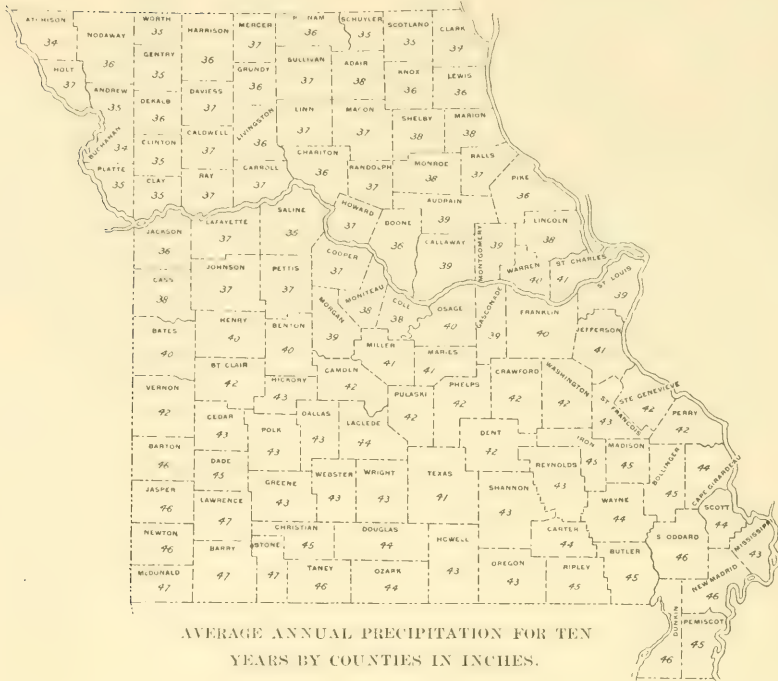 ATCHISON 34
NODAWAY 36
WORTH 35
HARRISON 36
MERCER 37
PUTNAM 36
SCHUYLER 35
SCOTLAND 35
CLARK 34
HOLT 37
GENTRY 35
GRUNDY 36
SULLIVAN 37
ADAIR 38
KNOX 36
LEWIS 36
ANDREW 35
DEKALB 36
DAVIESS 37
LIVINGSTON 36
LINN 37
MACON 37
SHELBY 38
MARION 38
BUCHANAN 34
CLINTON 35
CALDWELL 37
CHARITON 36
RANDOLPH 37
MONROE 38
RALLS 37
PIKE 36
PLATTE 35
CLAY 35
RAY 37
CARROLL 37
HOWARD 37
BOONE 36
AUDRAIN 39
CALLAWAY 39
MONTGOMERY 39
LINCOLN 38
WARREN 40
ST CHARLES 41
ST LOUIS 39
JACKSON 36
LAFAYETTE 37
SALINE 35
COOPER 37
CASS 38
JOHNSON 37
PETTIS 37
MORGAN 39
MONITEAU 38
COLE 38
OSAGE 40
GASCONADE 39
FRANKLIN 40
JEFFERSON 41
BATES 40
HENRY 40
BENTON 40
MILLER 41
MARIES 41
VERNON 42
ST CLAIR 42
HICKORY 43
CAMDEN 42
PULASKI 42
PHELPS 42
CRAWFORD 42
WASHINGTON 42
ST FRANCOIS 43
STE GENEVIEVE 42
PERRY 42
CEDAR 43
POLK 43
DALLAS 43
LACLEDE 44
DENT 42
IRON 43
MADISON 45
BOLLINGER 45
CAPE GIRARDEAU 44
BARTON 46
DADE 45
GREENE 43
WEBSTER 43
WRIGHT 43
TEXAS 41
SHANNON 43
REYNOLDS 43
WAYNE 44
SCOTT 44
JASPER 46
LAWRENCE 47
CHRISTIAN 45
DOUGLAS 44
HOWELL 43
CARTER 44
BUTLER 45
STODDARD 46
MISSISSIPPI 43
NEWTON 46
BARRY 47
STONE 47
TANEY 46
OZARK 44
OREGON 43
RIPLEY 45
NEW MADRID 46
MCDONALD 47
DUNKIN 46
PEMISCOT 45
AVERAGE ANNUAL PRECIPITATION FOR TEN
YEARS BY COUNTIES IN INCHES.